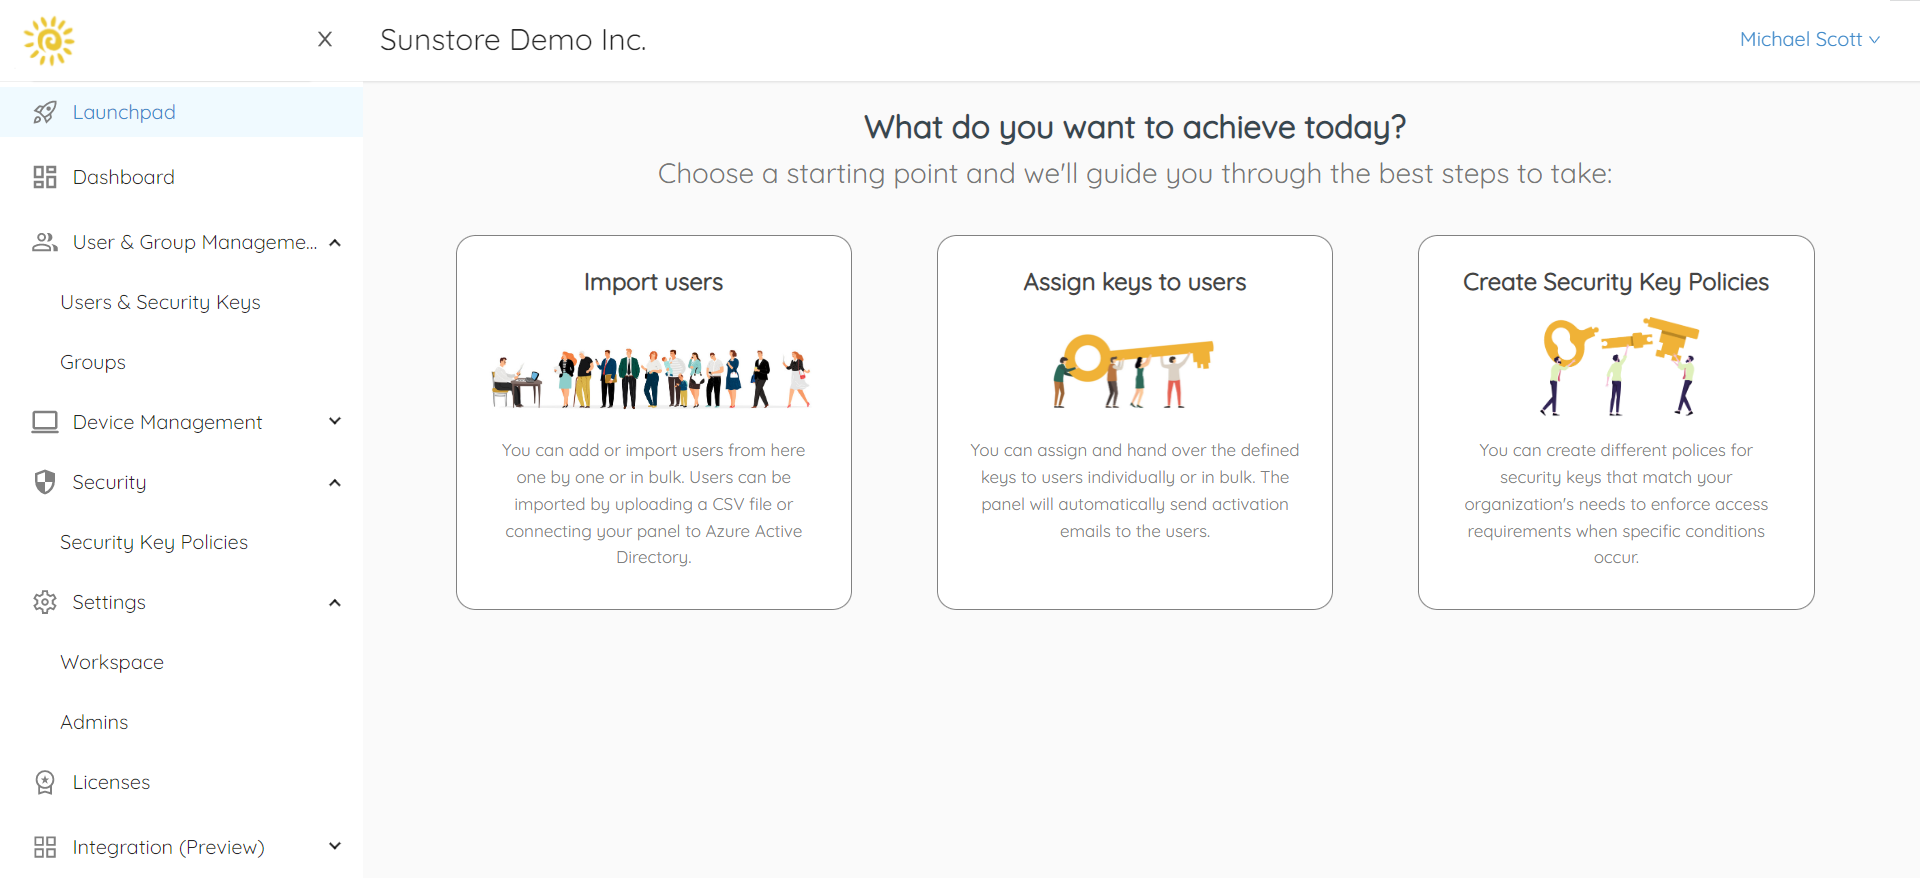 Sunstore Demo Inc.
Michael Scott
Launchpad
Dashboard
User & Group Manageme...
Users & Security Keys
Groups
Device Management
Security
Security Key Policies
Settings
Workspace
Admins
Licenses
Integration (Preview)
What do you want to achieve today?
Choose a starting point and we'll guide you through the best steps to take:
Import users
You can add or import users from here
one by one or in bulk. Users can be
imported by uploading a CSV file or
connecting your panel to Azure Active
Directory.
Assign keys to users
You can assign and hand over the defined
keys to users individually or in bulk. The
panel will automatically send activation
emails to the users.
Create Security Key Policies
You can create different polices for
security keys that match your
organization's needs to enforce access
requirements when specific conditions
occur.